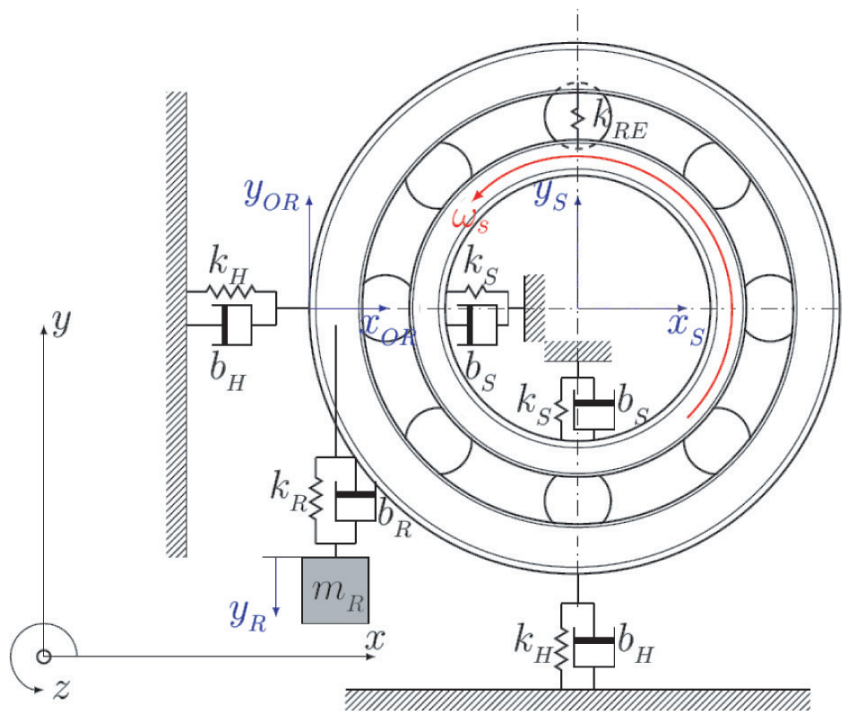 k_RE
y_OR
y_S
ω_s
k_H
k_S
x_OR
x_S
y
b_H
b_S
k_S
b_S
k_R
b_R
m_R
y_R
x
k_H
b_H
z